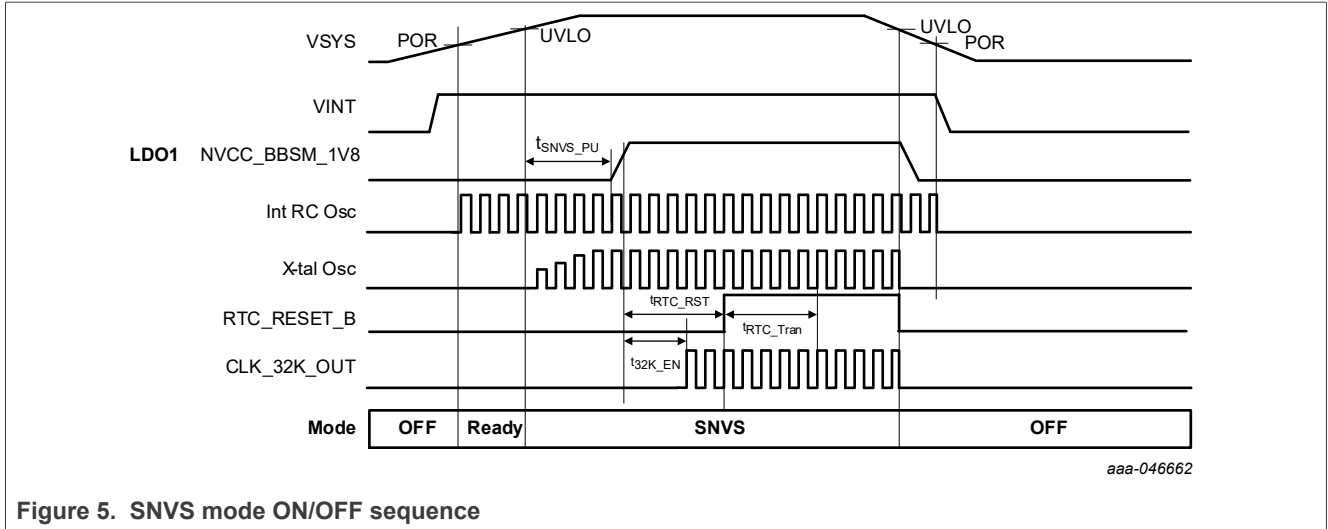 VSYS POR UVLO UVLO POR
VINT
LDO1 NVCC_BBSM_1V8 tSNVS_PU
Int RC Osc
X-tal Osc
RTC_RESET_B tRTC_RST tRTC_Tran
CLK_32K_OUT t32K_EN
Mode OFF Ready SNVS OFF
aaa-046662
Figure 5. SNVS mode ON/OFF sequence